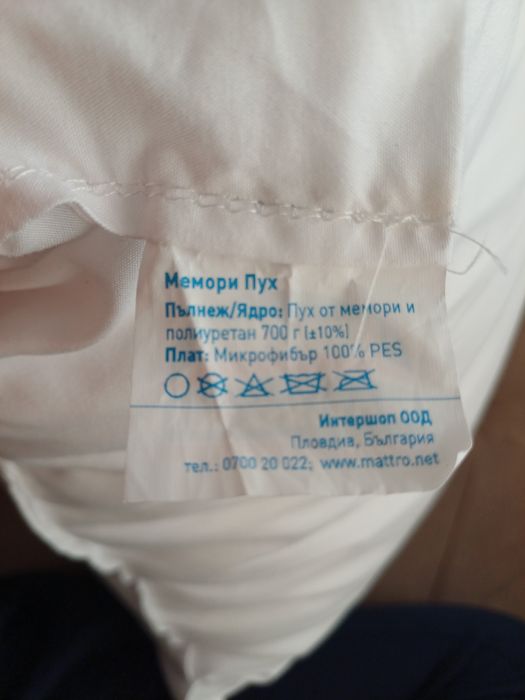 Мемори Пух
Пълнеж/Ядро: Пух от мемори и
полиуретан 700 г (±10%)
Плат: Микрофибър 100% PES
Интершоп ООД
Пловдив, България
тел.: 0700 20 022; www.mattro.net